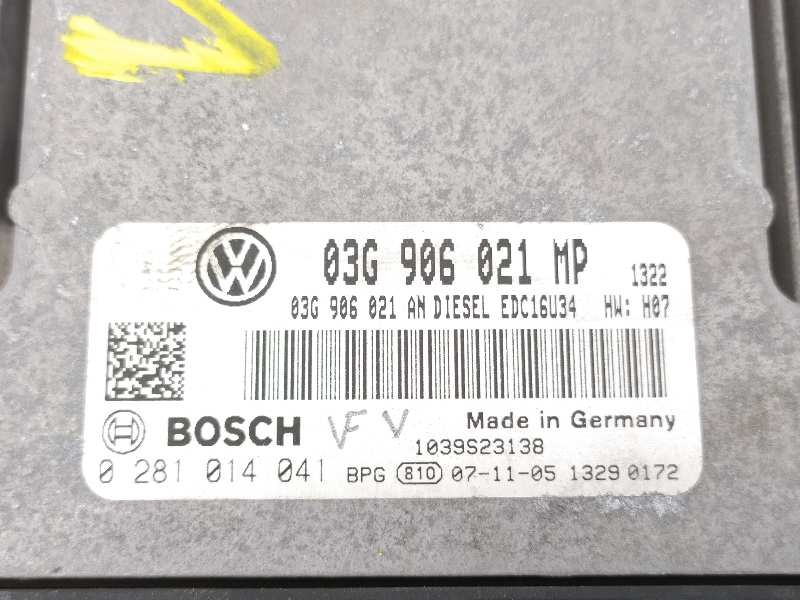 03G 906 021 MP 1322
03G 906 021 AN DIESEL EDC16U34 HW: H07
BOSCH VFV Made in Germany
1039S23138
0 281 014 041 BPG 810 07-11-05 1329 0172